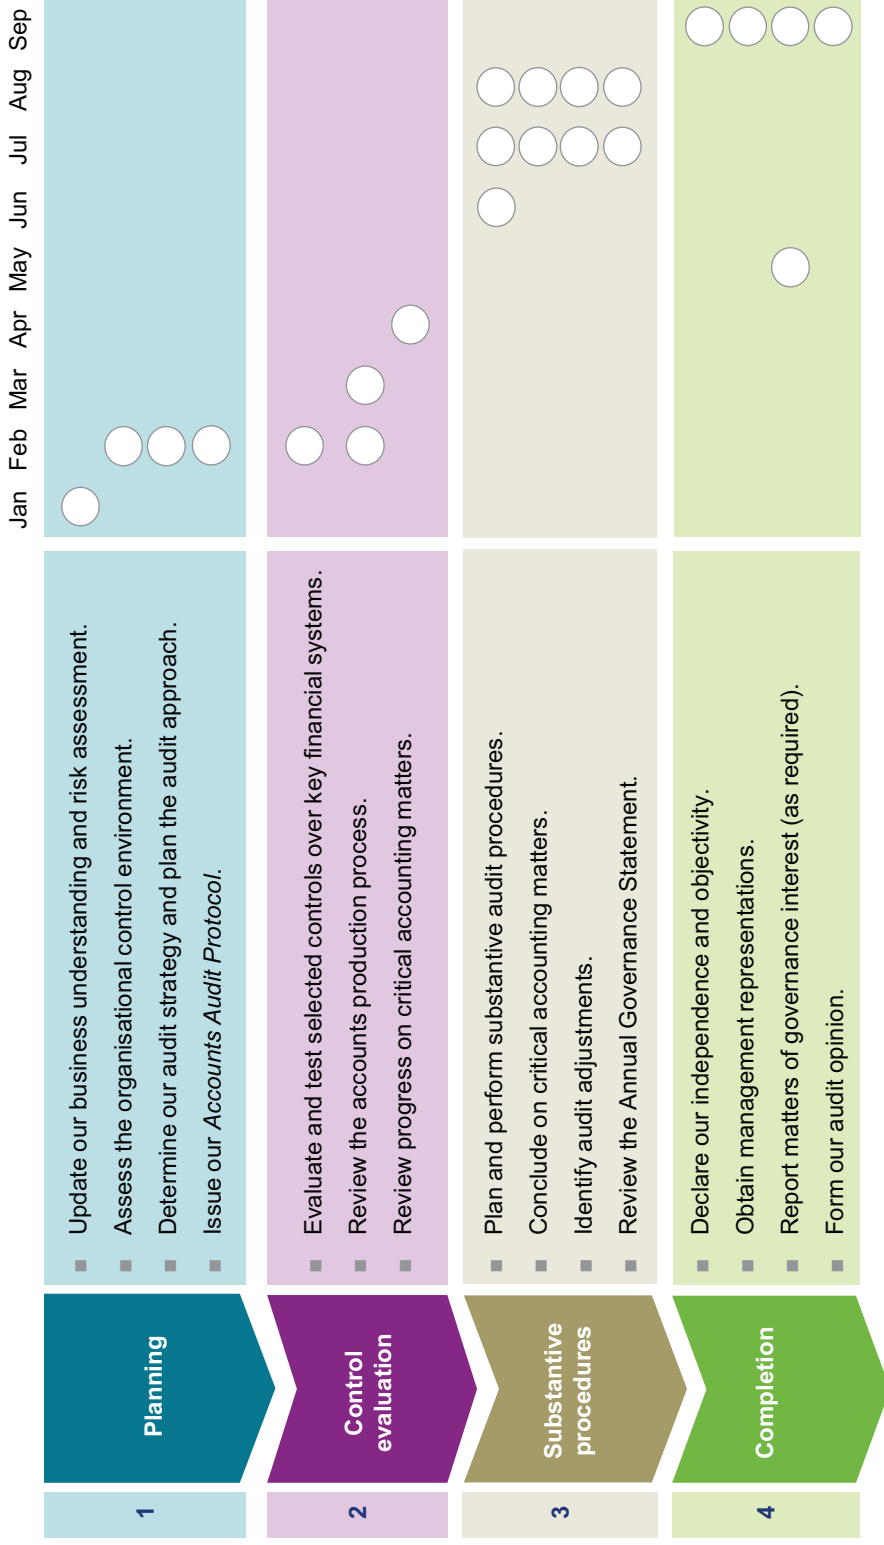 Jan Feb Mar Apr May Jun Jul Aug Sep
1
Planning
■ Update our business understanding and risk assessment.
■ Assess the organisational control environment.
■ Determine our audit strategy and plan the audit approach.
■ Issue our Accounts Audit Protocol.
2
Control
evaluation
■ Evaluate and test selected controls over key financial systems.
■ Review the accounts production process.
■ Review progress on critical accounting matters.
3
Substantive
procedures
■ Plan and perform substantive audit procedures.
■ Conclude on critical accounting matters.
■ Identify audit adjustments.
■ Review the Annual Governance Statement.
4
Completion
■ Declare our independence and objectivity.
■ Obtain management representations.
■ Report matters of governance interest (as required).
■ Form our audit opinion.